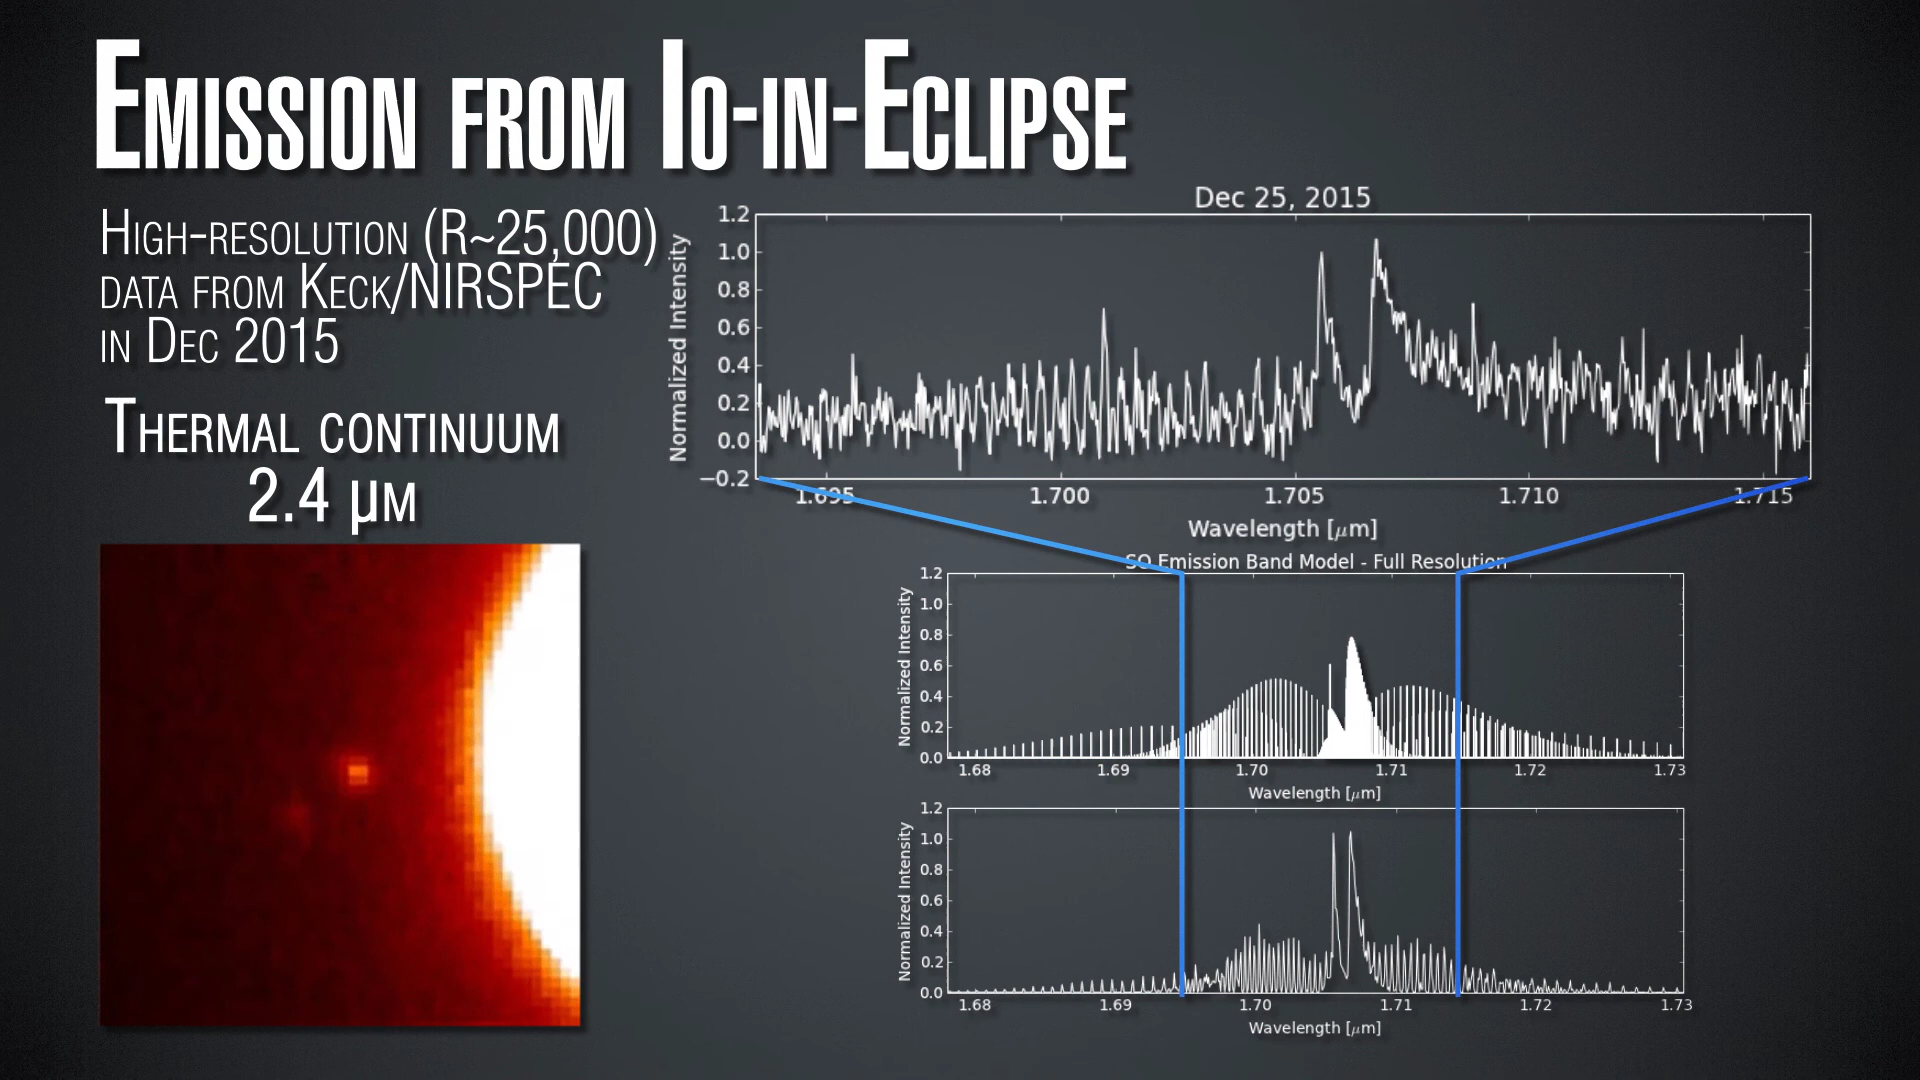 Emission from Io-in-Eclipse
High-resolution (R~25,000)
data from Keck/NIRSPEC
in Dec 2015
Thermal continuum
2.4 µm
Dec 25, 2015
1.2
1.0
0.8
0.6
0.4
0.2
0.0
−0.2
Normalized Intensity
1.695 1.700 1.705 1.710 1.715
Wavelength [μm]
SO Emission Band Model - Full Resolution
1.2
1.0
0.8
0.6
0.4
0.2
0.0
Normalized Intensity
1.68 1.69 1.70 1.71 1.72 1.73
Wavelength [μm]
1.2
1.0
0.8
0.6
0.4
0.2
0.0
Normalized Intensity
1.68 1.69 1.70 1.71 1.72 1.73
Wavelength [μm]